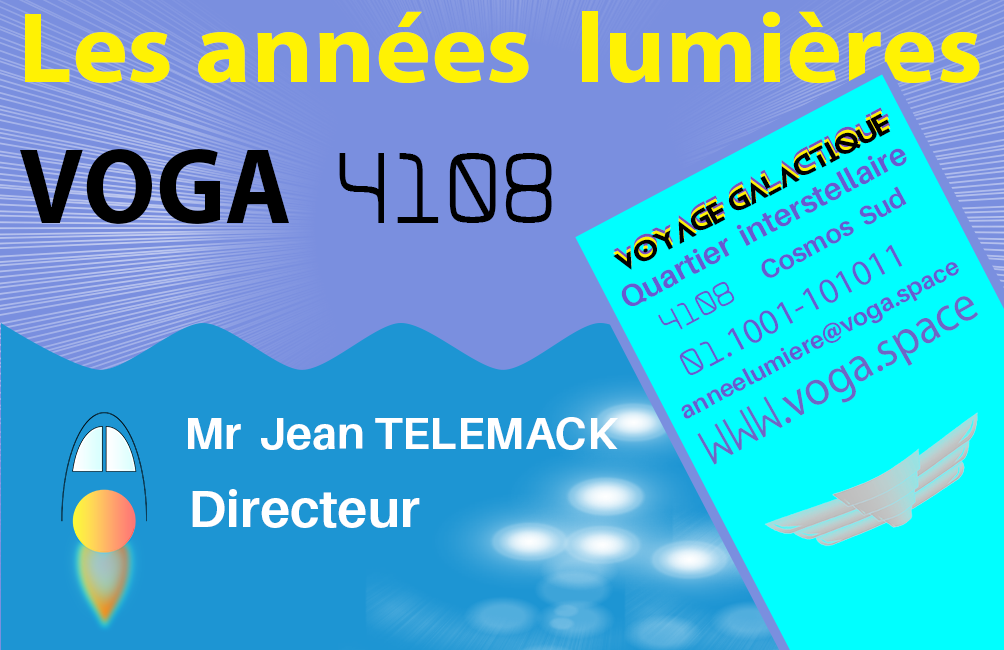 Les années lumières
VOGA 4108
Mr Jean TELEMACK
Directeur
VOYAGE GALACTIQUE
Quartier interstellaire
4108 Cosmos Sud
01.1001-101011
anneelumiere@voga.space
WWW.voga.space